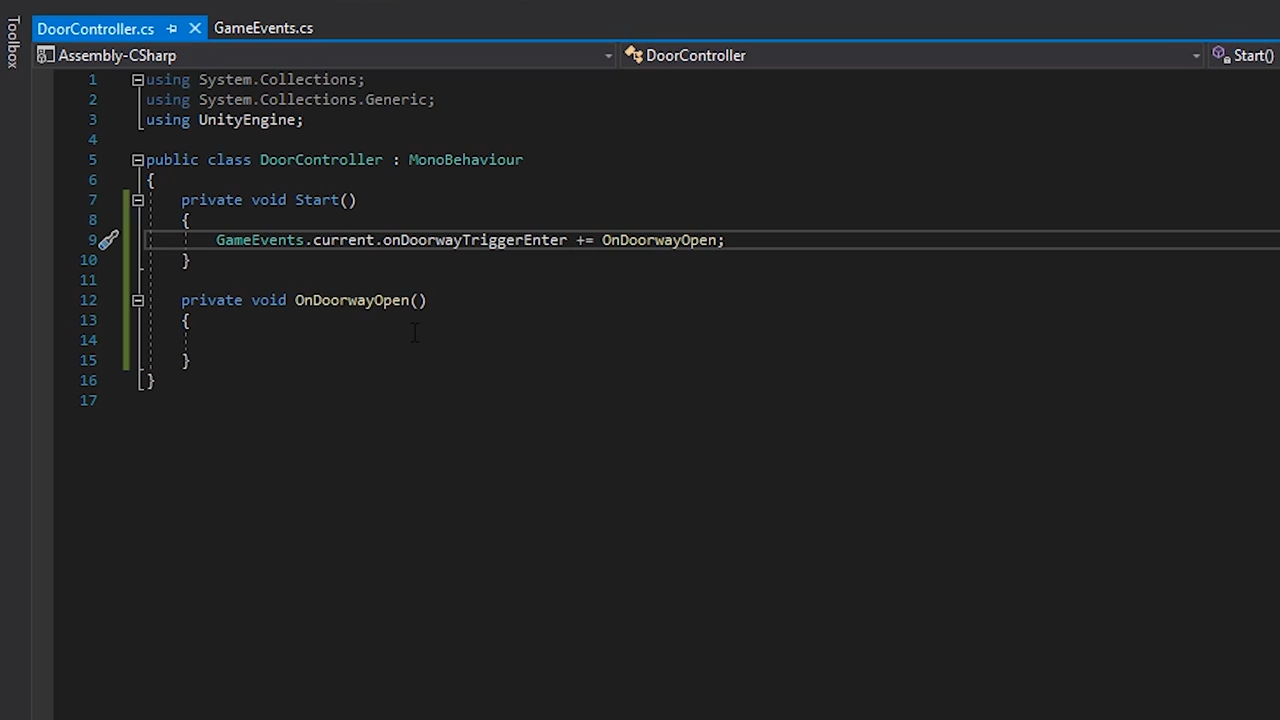 Toolbox
DoorController.cs
GameEvents.cs
Assembly-CSharp
DoorController
Start()
1 using System.Collections;
2 using System.Collections.Generic;
3 using UnityEngine;
4
5 public class DoorController : MonoBehaviour
6 {
7 private void Start()
8 {
9 GameEvents.current.onDoorwayTriggerEnter += OnDoorwayOpen;
10 }
11
12 private void OnDoorwayOpen()
13 {
14
15 }
16 }
17